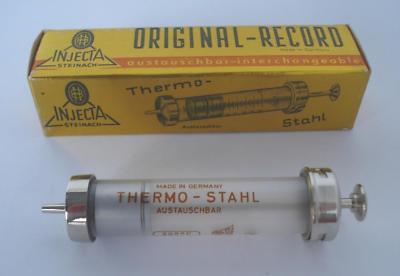 INJECTA
STEINACH
ORIGINAL-RECORD
Made in Germany
austauschbar-interchangeable
INJECTA
STEINACH
Thermo-
Stahl
Austauschbar
MADE IN GERMANY
THERMO-STAHL
AUSTAUSCHBAR